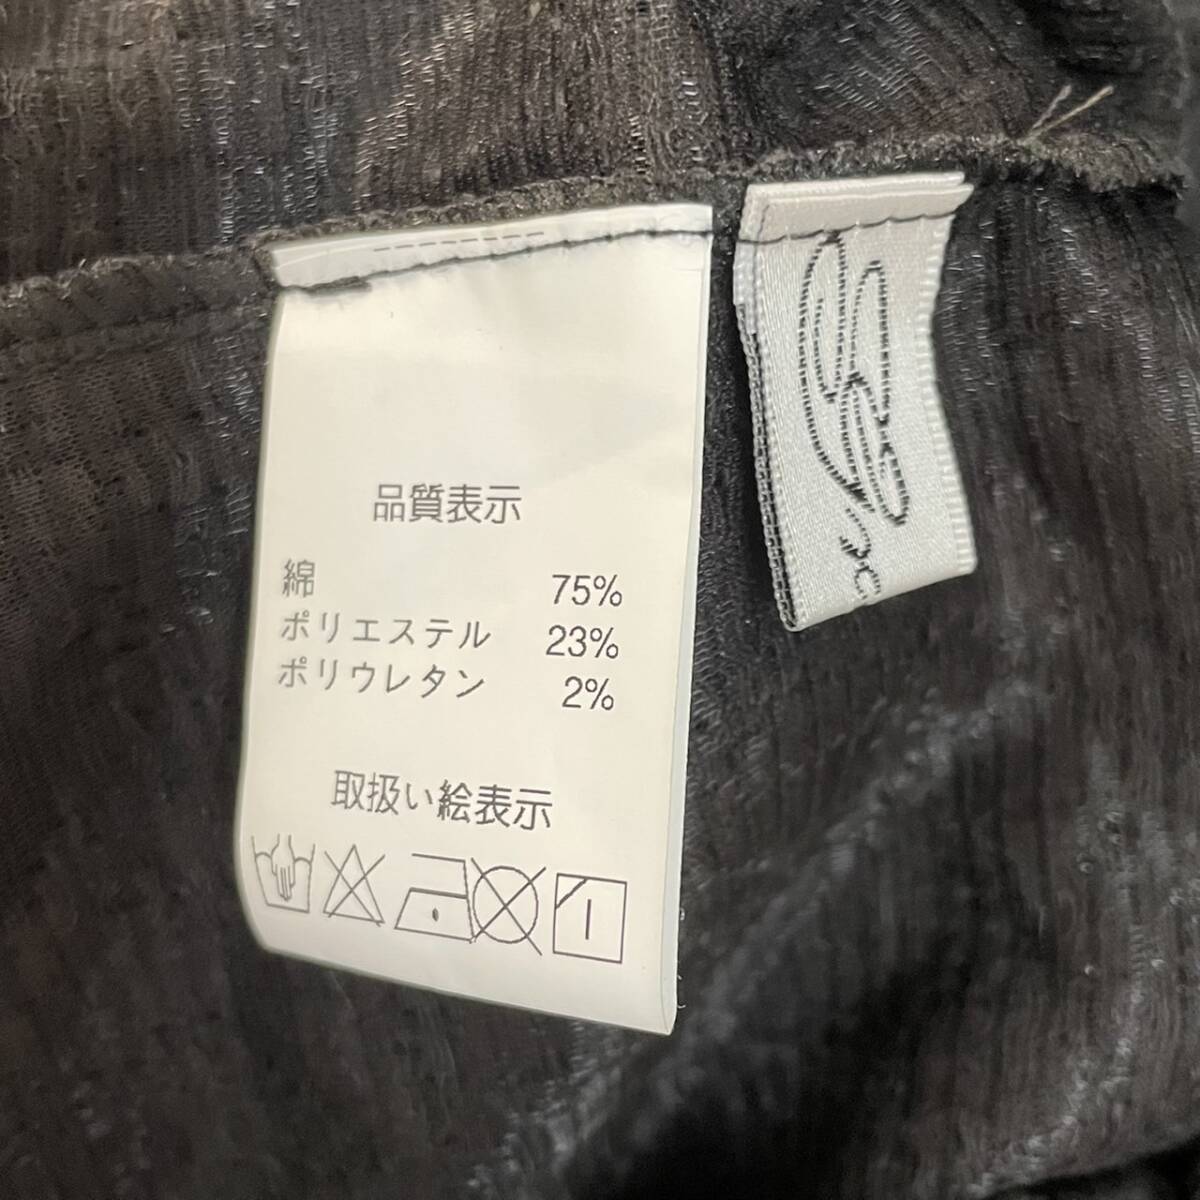 品質表示
綿 75%
ポリエステル 23%
ポリウレタン 2%
取扱い絵表示